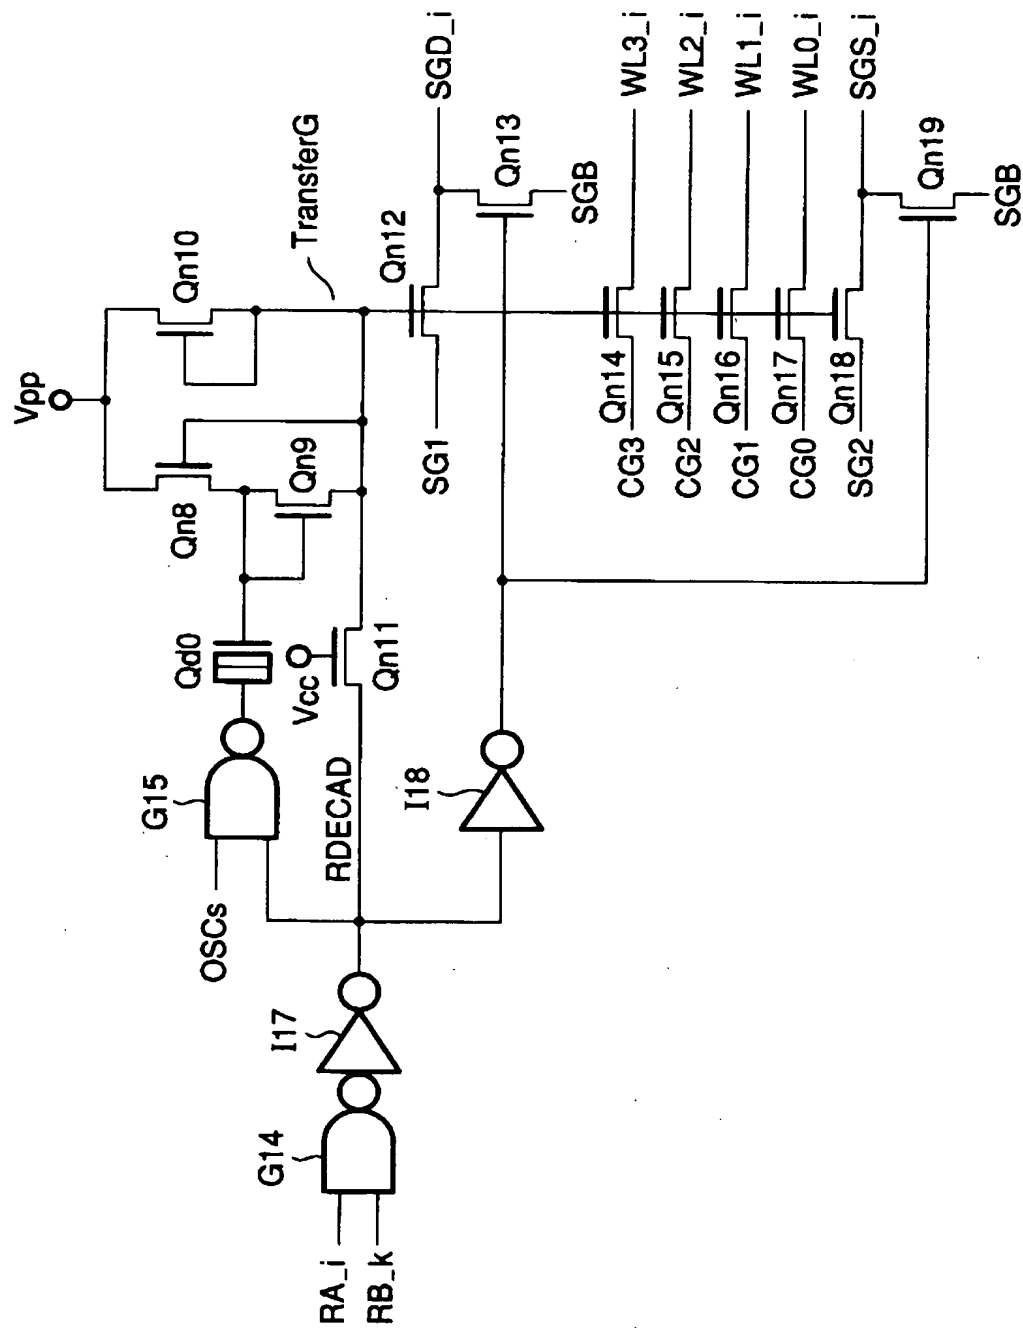 Vpp
Qn10
TransferG
Qn8
Qn9
Qd0
G15
OSCs
Vcc
Qn11
RDECAD
I17
G14
RA_i
RB_k
I18
Qn12
SG1
SGD_i
Qn13
SGB
Qn14
CG3
WL3_i
Qn15
CG2
WL2_i
Qn16
CG1
WL1_i
Qn17
CG0
WL0_i
Qn18
SG2
SGS_i
Qn19
SGB